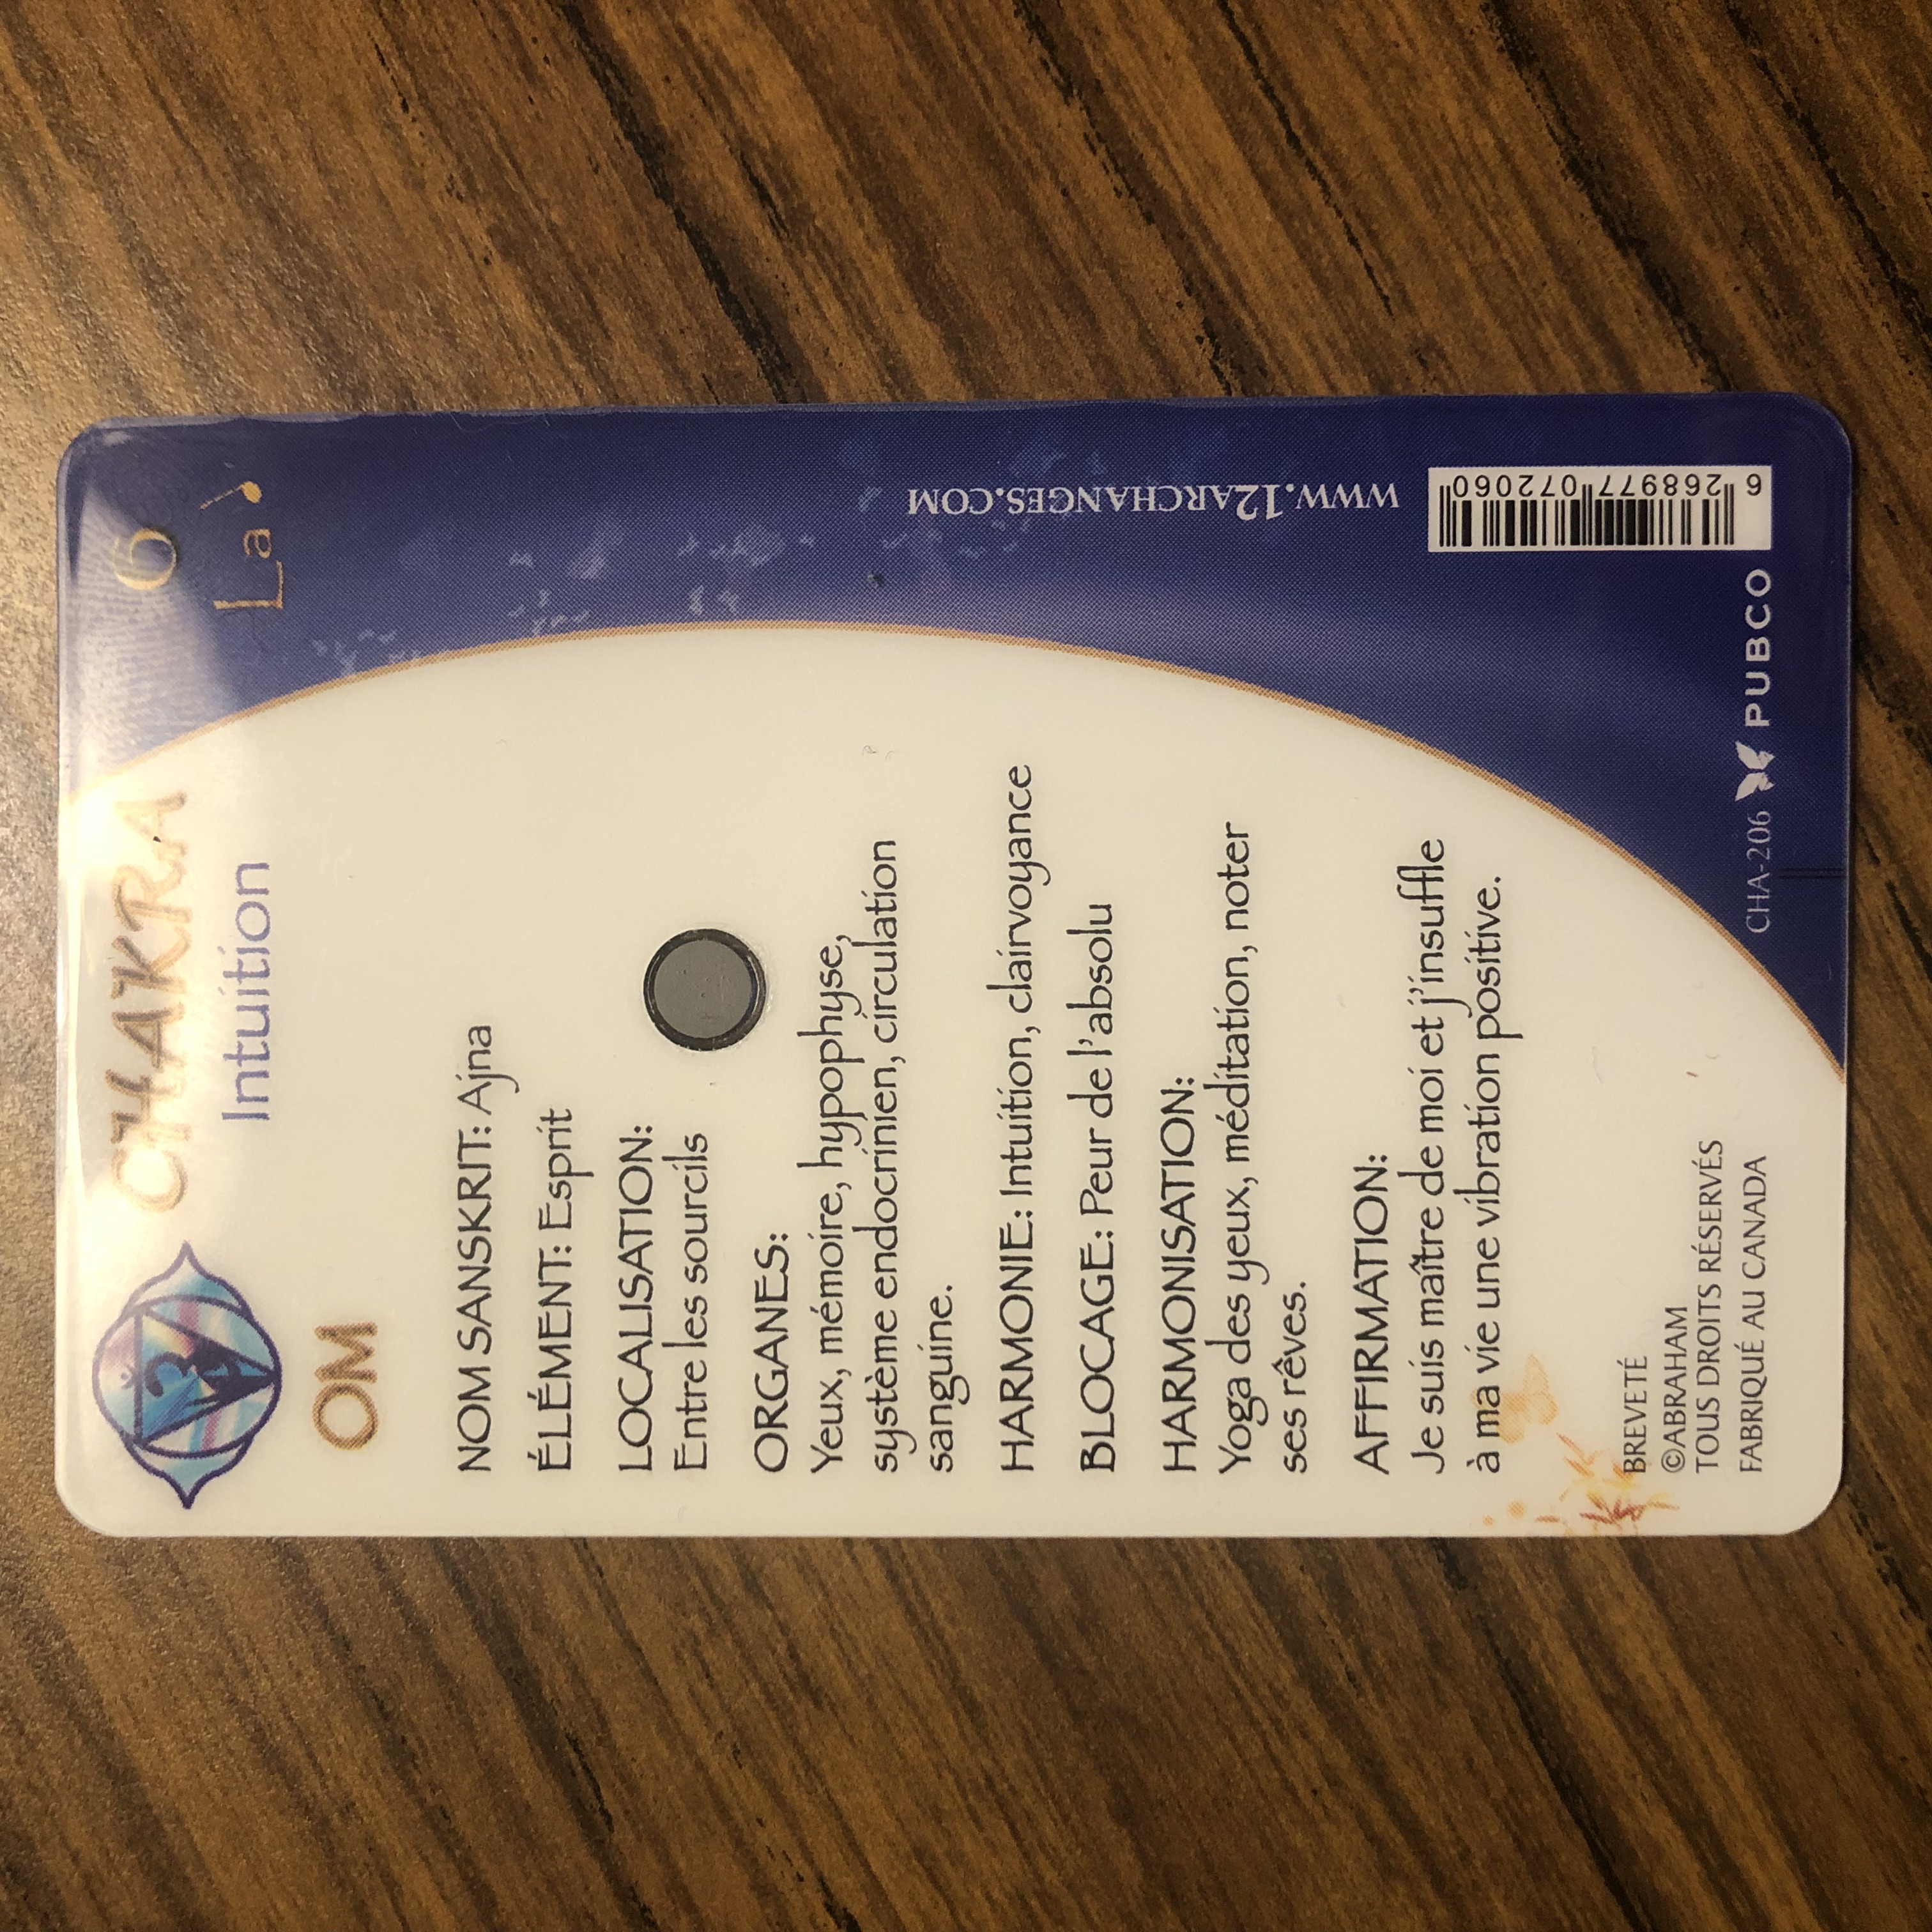 CHAKRA 6
Intuition La
OM
NOM SANSKRIT: Ajna
ÉLÉMENT: Esprit
LOCALISATION:
Entre les sourcils
ORGANES:
Yeux, mémoire, hypophyse,
système endocrinien, circulation
sanguine.
HARMONIE: Intuition, clairvoyance
BLOCAGE: Peur de l'absolu
HARMONISATION:
Yoga des yeux, méditation, noter
ses rêves.
AFFIRMATION:
Je suis maître de moi et j'insuffle
à ma vie une vibration positive.
BREVETÉ
©ABRAHAM
TOUS DROITS RÉSERVÉS
FABRIQUÉ AU CANADA
CHA-206 PUBCO
WWW.12ARCHANGES.COM
6 26897 07206 0